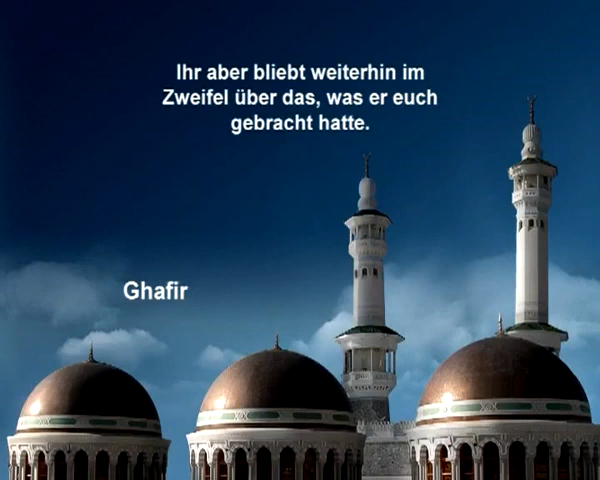 Ihr aber bliebt weiterhin im
Zweifel über das, was er euch
gebracht hatte.
Ghafir